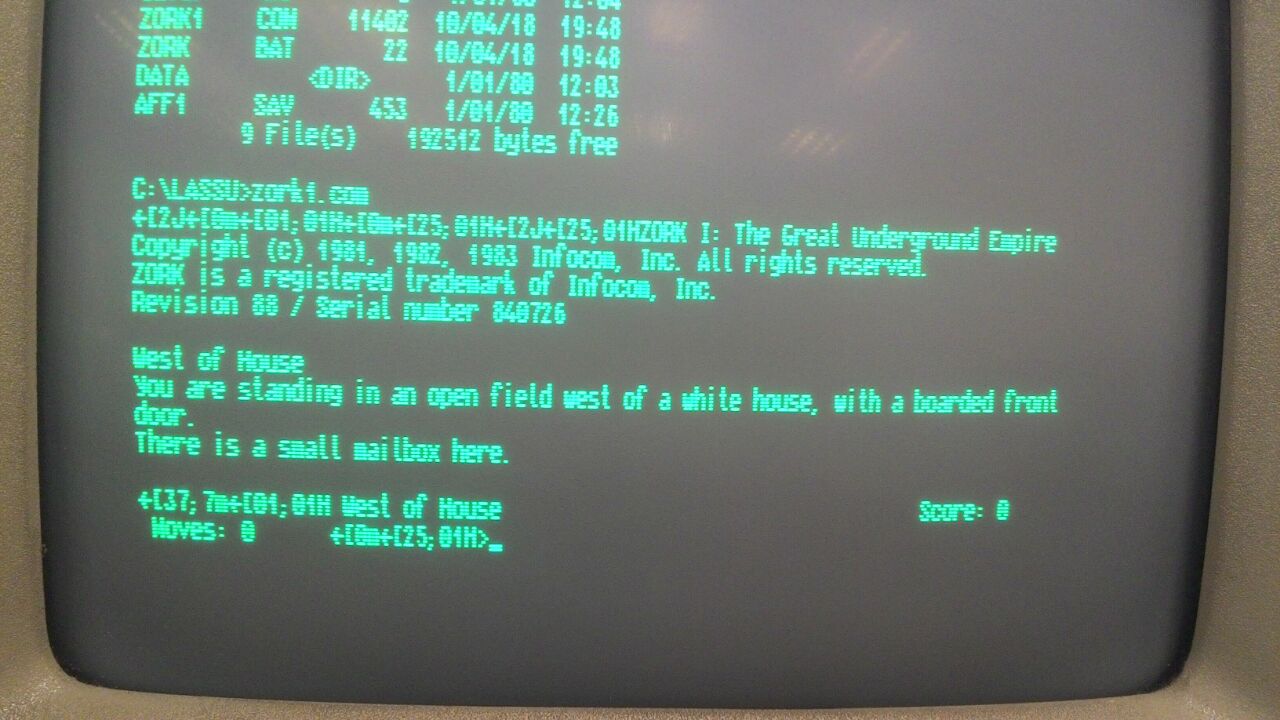 12:04
ZORK1 COM 11402 10/04/18 19:48
ZORK BAT 22 10/04/18 19:48
DATA <DIR> 1/01/80 12:03
AFF1 SAV 453 1/01/80 12:26
9 File(s) 192512 bytes free
C:\LASSU>zork1.com
←[2J←[0m←[01;01H←[0m←[25;01H←[2J←[25;01HZORK I: The Great Underground Empire
Copyright (c) 1981, 1982, 1983 Infocom, Inc. All rights reserved.
ZORK is a registered trademark of Infocom, Inc.
Revision 88 / Serial number 840726
West of House
You are standing in an open field west of a white house, with a boarded front
door.
There is a small mailbox here.
←[37;7m←[01;01H West of House Score: 0
Moves: 0 ←[0m←[25;01H>_